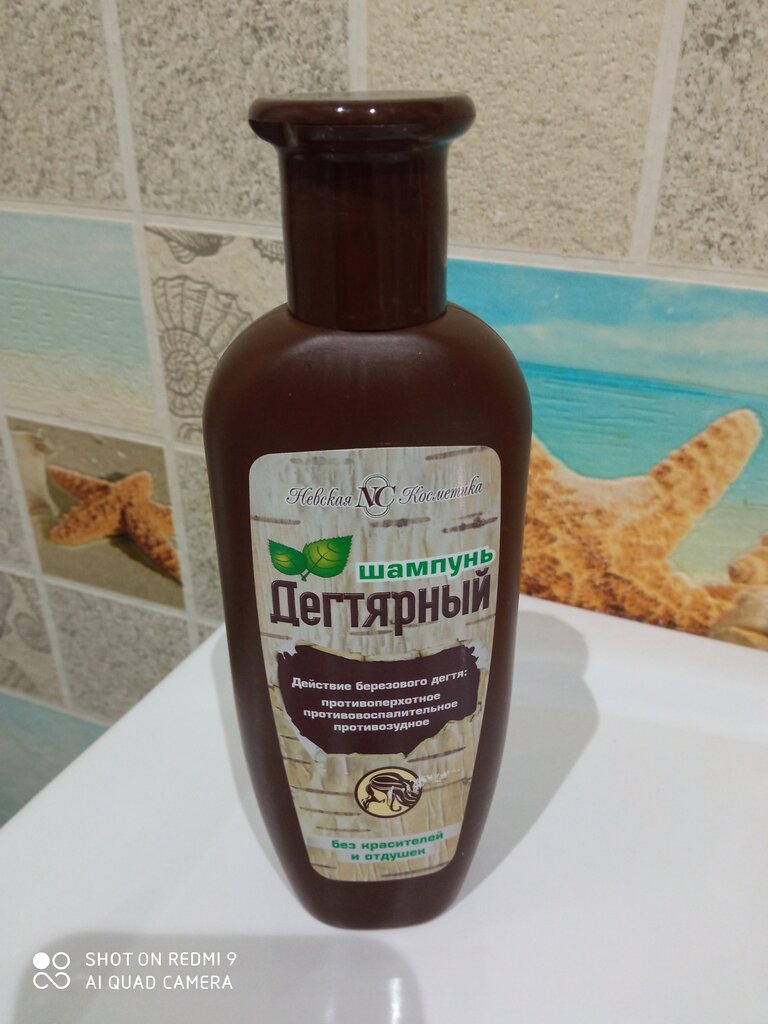 Невская NC Косметика
шампунь
Дегтярный
Действие березового дегтя:
противоперхотное
противовоспалительное
противозудное
без красителей
и отдушек
SHOT ON REDMI 9
AI QUAD CAMERA